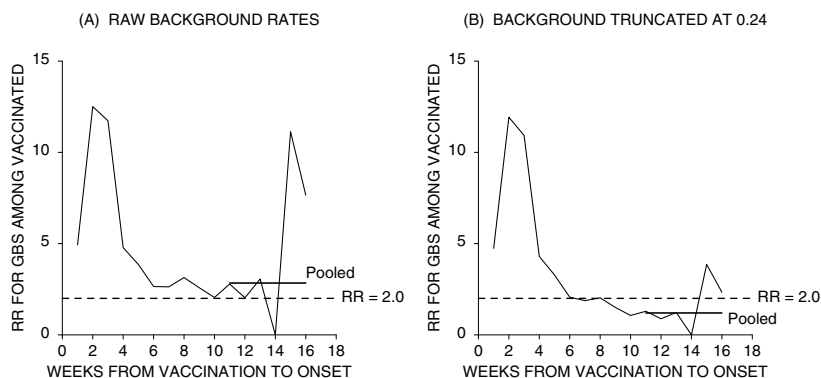 (A) RAW BACKGROUND RATES
RR FOR GBS AMONG VACCINATED
15
10
5
0
Pooled
RR = 2.0
0 2 4 6 8 10 12 14 16 18
WEEKS FROM VACCINATION TO ONSET
(B) BACKGROUND TRUNCATED AT 0.24
RR FOR GBS AMONG VACCINATED
15
10
5
0
RR = 2.0
Pooled
0 2 4 6 8 10 12 14 16 18
WEEKS FROM VACCINATION TO ONSET